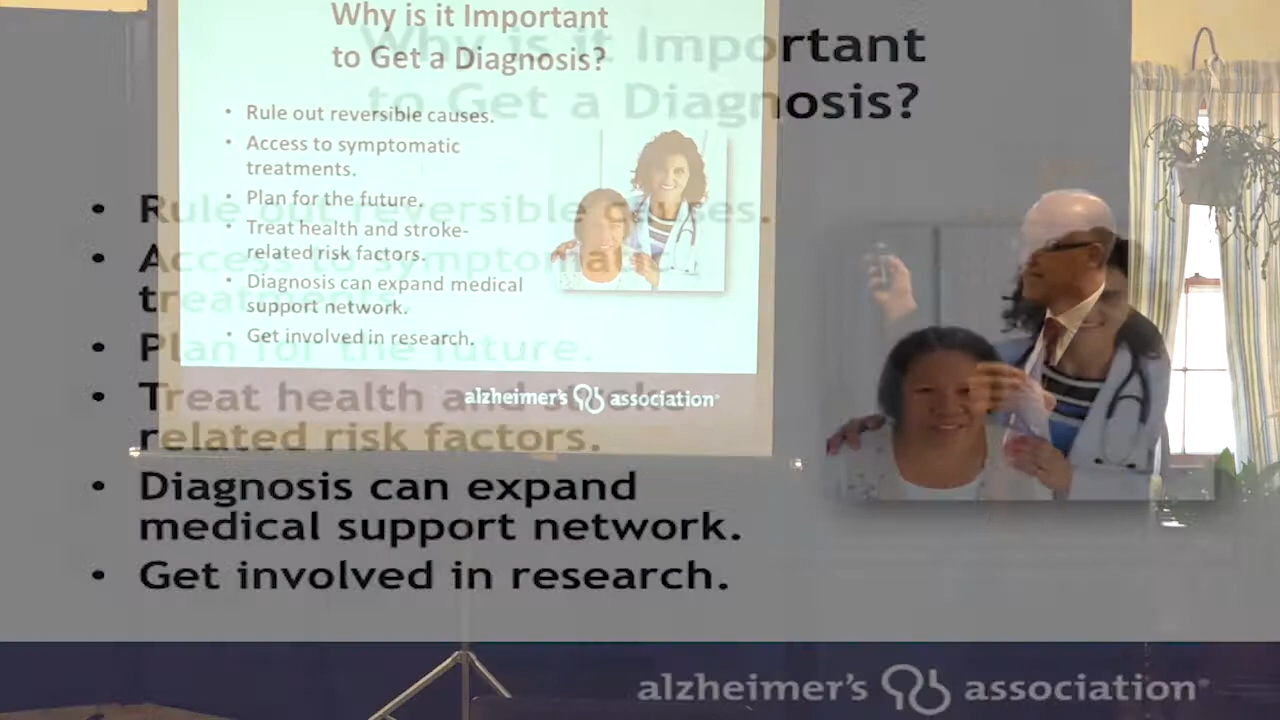 Why is it Important
to Get a Diagnosis?
• Rule out reversible causes.
• Access to symptomatic
treatments.
• Plan for the future.
• Treat health and stroke-
related risk factors.
• Diagnosis can expand medical
support network.
• Get involved in research.
alzheimer's association
Why is it Important
to Get a Diagnosis?
• Rule out reversible causes.
• Access to symptomatic
treatments.
• Plan for the future.
• Treat health and stroke-
related risk factors.
• Diagnosis can expand
medical support network.
• Get involved in research.
alzheimer's association